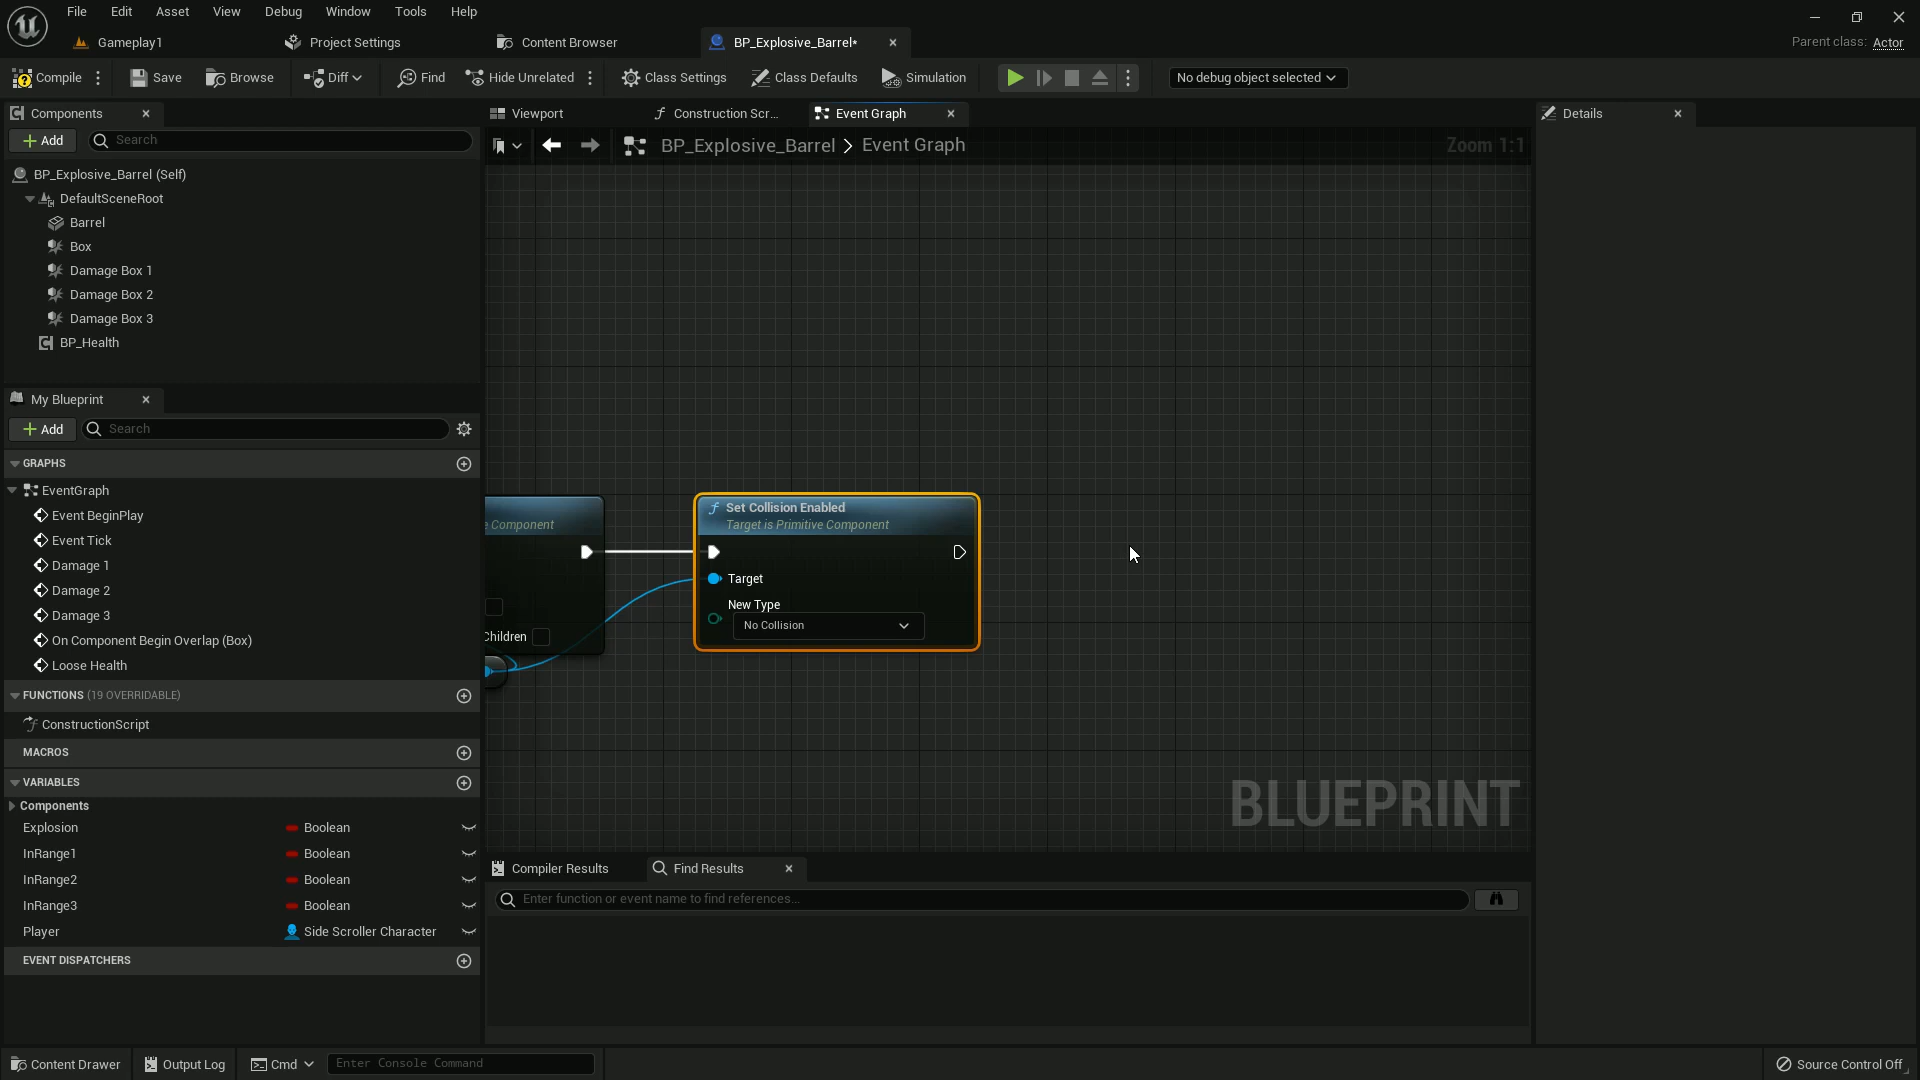 File Edit Asset View Debug Window Tools Help
Gameplay1 Project Settings Content Browser BP_Explosive_Barrel* Parent class: Actor
Compile Save Browse Diff Find Hide Unrelated Class Settings Class Defaults Simulation No debug object selected
Components Viewport Construction Scr... Event Graph Details
Add Search BP_Explosive_Barrel > Event Graph Zoom 1:1
BP_Explosive_Barrel (Self)
DefaultSceneRoot
Barrel
Box
Damage Box 1
Damage Box 2
Damage Box 3
BP_Health
My Blueprint
Add Search
GRAPHS
EventGraph
Event BeginPlay
Event Tick
Damage 1
Damage 2
Damage 3
On Component Begin Overlap (Box)
Loose Health
FUNCTIONS (19 OVERRIDABLE)
ConstructionScript
MACROS
VARIABLES
Components
Explosion Boolean
InRange1 Boolean
InRange2 Boolean
InRange3 Boolean
Player Side Scroller Character
EVENT DISPATCHERS
e Component
Children
Set Collision Enabled
Target is Primitive Component
Target
New Type
No Collision
BLUEPRINT
Compiler Results Find Results
Enter function or event name to find references...
Content Drawer Output Log Cmd Enter Console Command Source Control Off